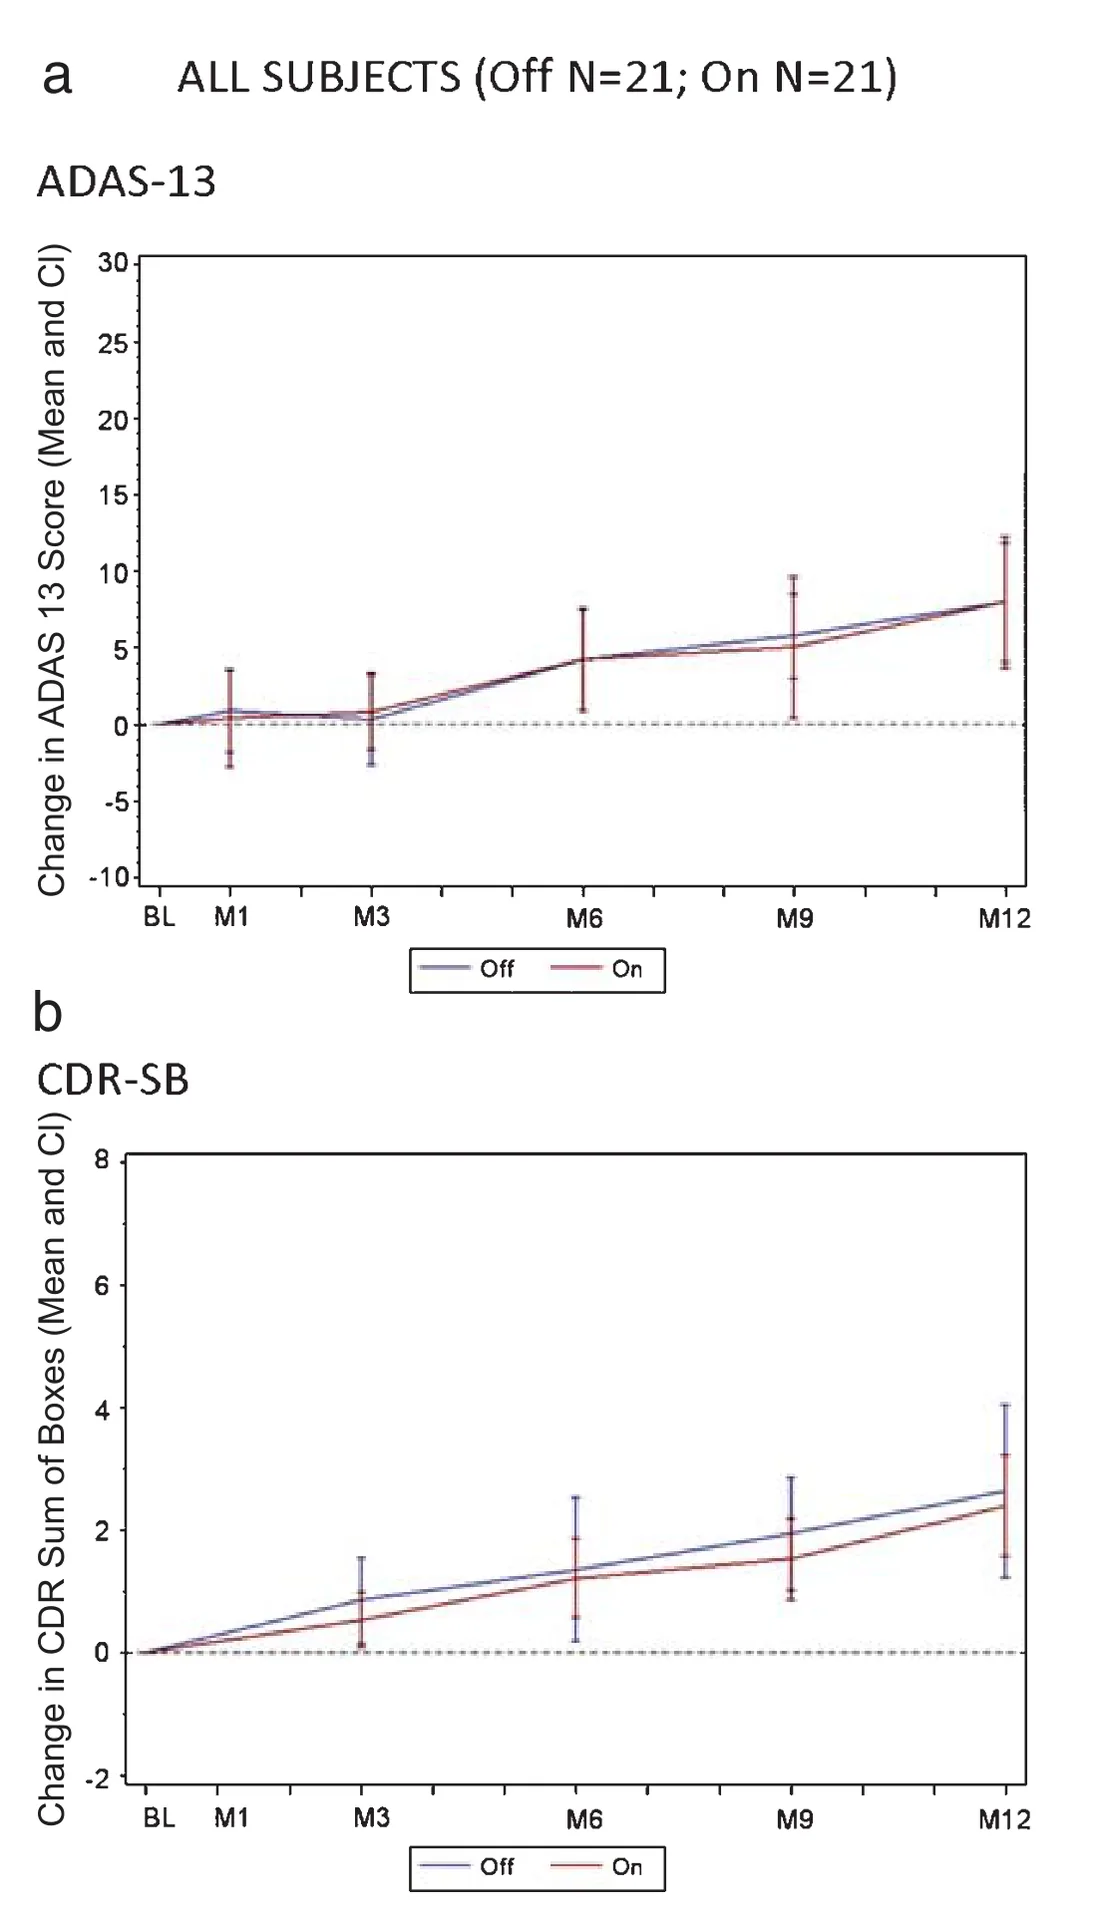 a
ALL SUBJECTS (Off N=21; On N=21)
ADAS-13
Change in ADAS 13 Score (Mean and CI)
30
25
20
15
10
5
0
-5
-10
BL M1 M3 M6 M9 M12
Off On
b
CDR-SB
Change in CDR Sum of Boxes (Mean and CI)
8
6
4
2
0
-2
BL M1 M3 M6 M9 M12
Off On